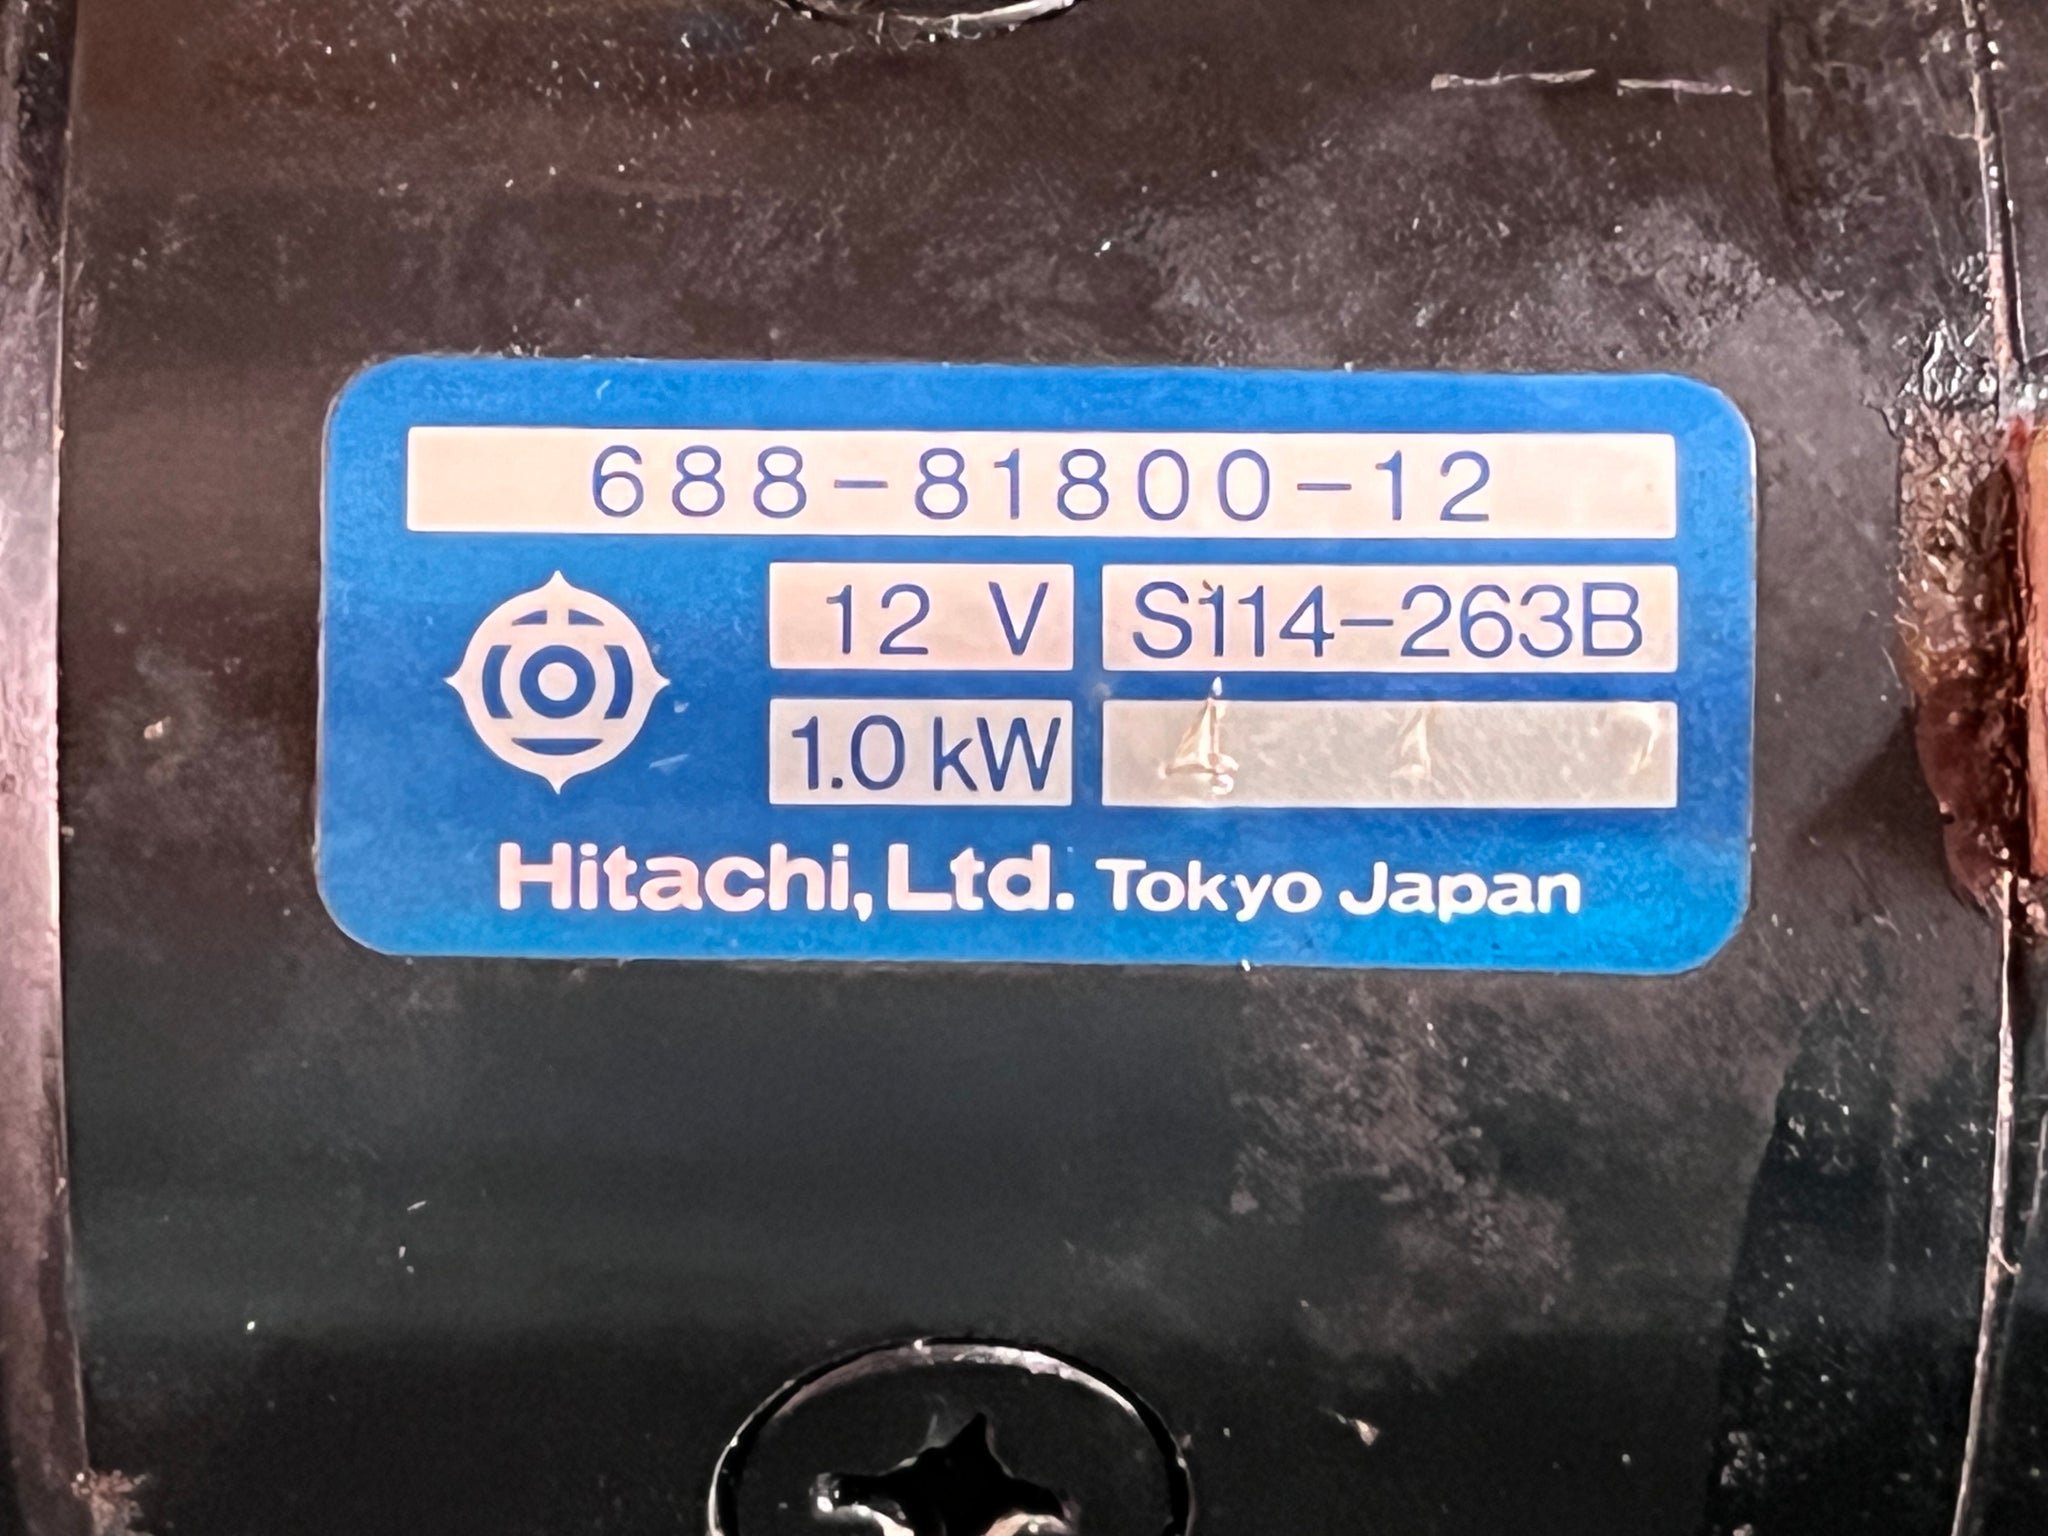 688-81800-12
12 V S114-263B
1.0 kW
Hitachi, Ltd. Tokyo Japan